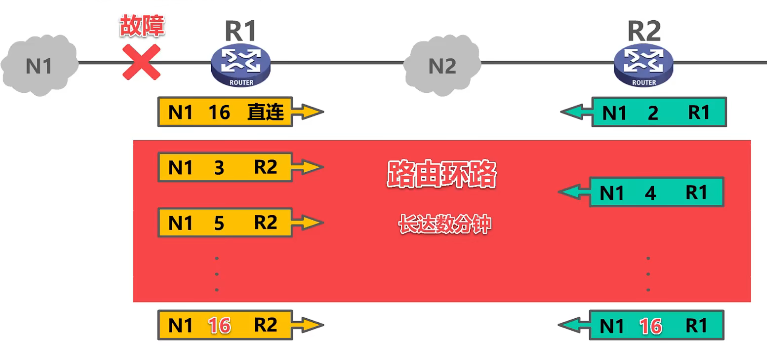 故障
R1
R2
N1
N2
ROUTER
ROUTER
N1 16 直连
N1 2 R1
N1 3 R2
路由环路
N1 4 R1
N1 5 R2
长达数分钟
N1 16 R2
N1 16 R1